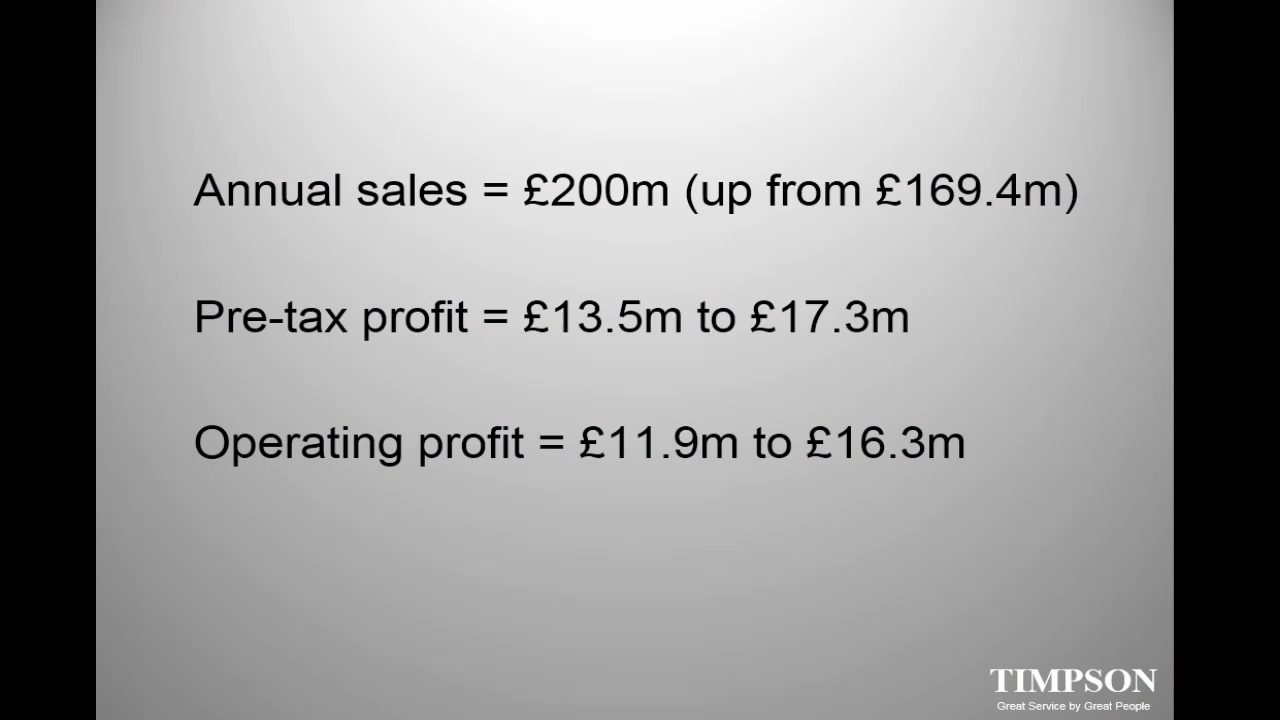 Annual sales = £200m (up from £169.4m)
Pre-tax profit = £13.5m to £17.3m
Operating profit = £11.9m to £16.3m
TIMPSON
Great Service by Great People